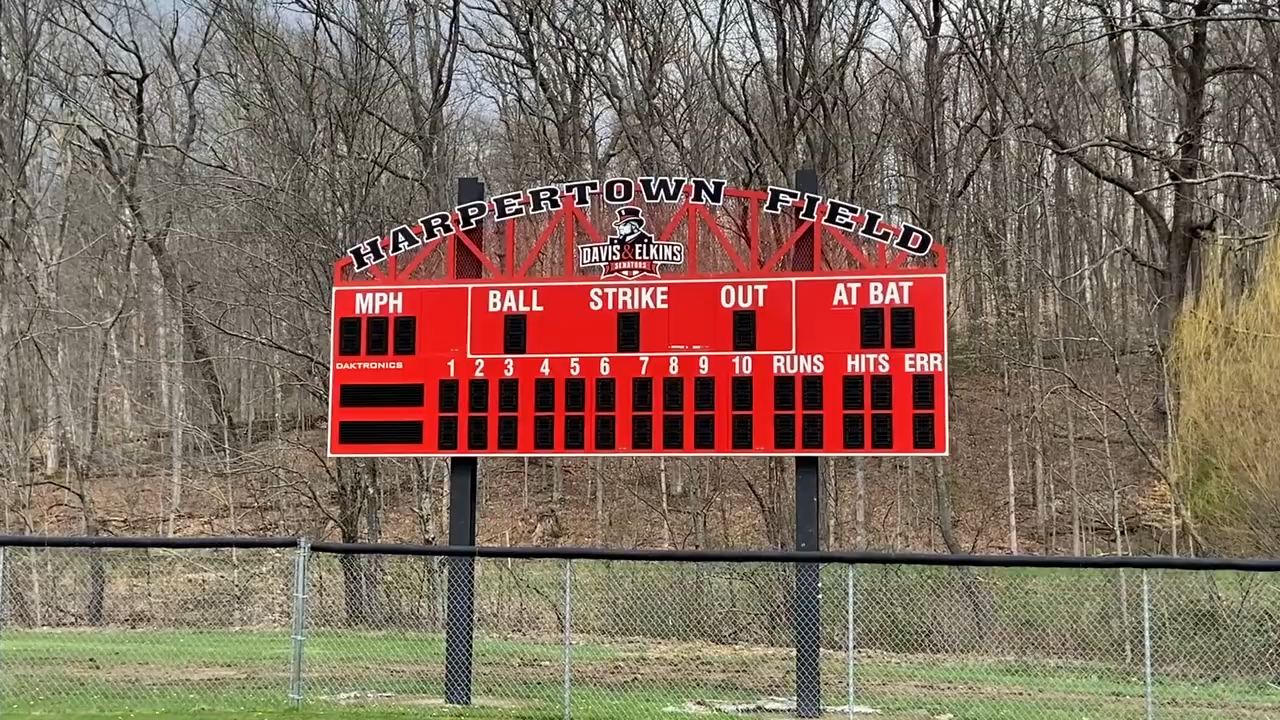 HARPERTOWN FIELD
DAVIS & ELKINS
SENATORS
MPH BALL STRIKE OUT AT BAT
DAKTRONICS 1 2 3 4 5 6 7 8 9 10 RUNS HITS ERR